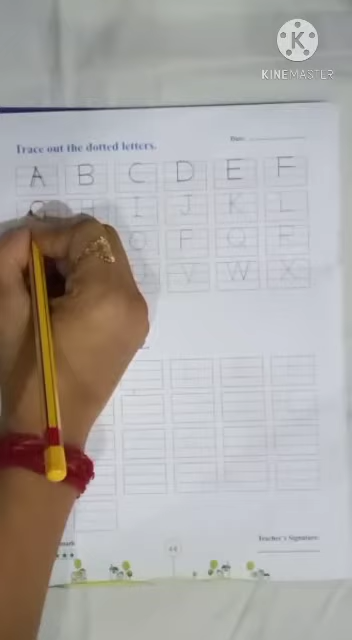 K
KINEMASTER
Date:
Trace out the dotted letters.
A B C D E F
G H I J K L
O P Q R
V W X
Teacher's Signature: